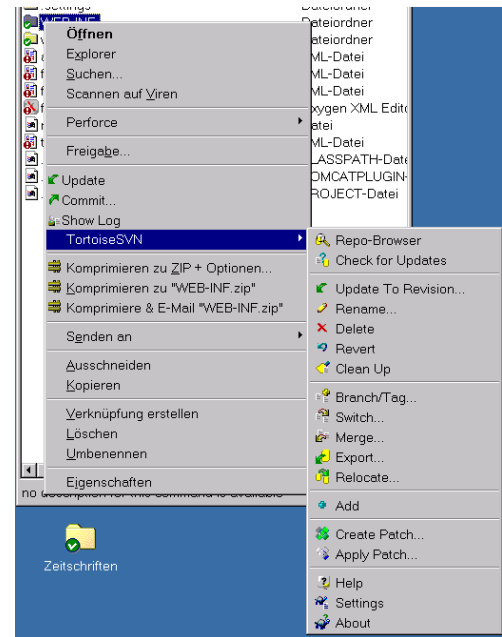 WEB-INF
Dateiordner
ateiordner
ML-Datei
ML-Datei
ML-Datei
xygen XML Edito
atei
ML-Datei
LASSPATH-Date
OMCATPLUGIN-
ROJECT-Datei
Öffnen
Explorer
Suchen...
Scannen auf Viren
Perforce
Freigabe...
Update
Commit...
Show Log
TortoiseSVN
Komprimieren zu ZIP + Optionen...
Komprimieren zu "WEB-INF.zip"
Komprimiere & E-Mail "WEB-INF.zip"
Senden an
Ausschneiden
Kopieren
Verknüpfung erstellen
Löschen
Umbenennen
Eigenschaften
no description for this command is available
Repo-Browser
Check for Updates
Update To Revision...
Rename...
Delete
Revert
Clean Up
Branch/Tag...
Switch...
Merge...
Export...
Relocate...
Add
Create Patch...
Apply Patch...
Help
Settings
About
Zeitschriften